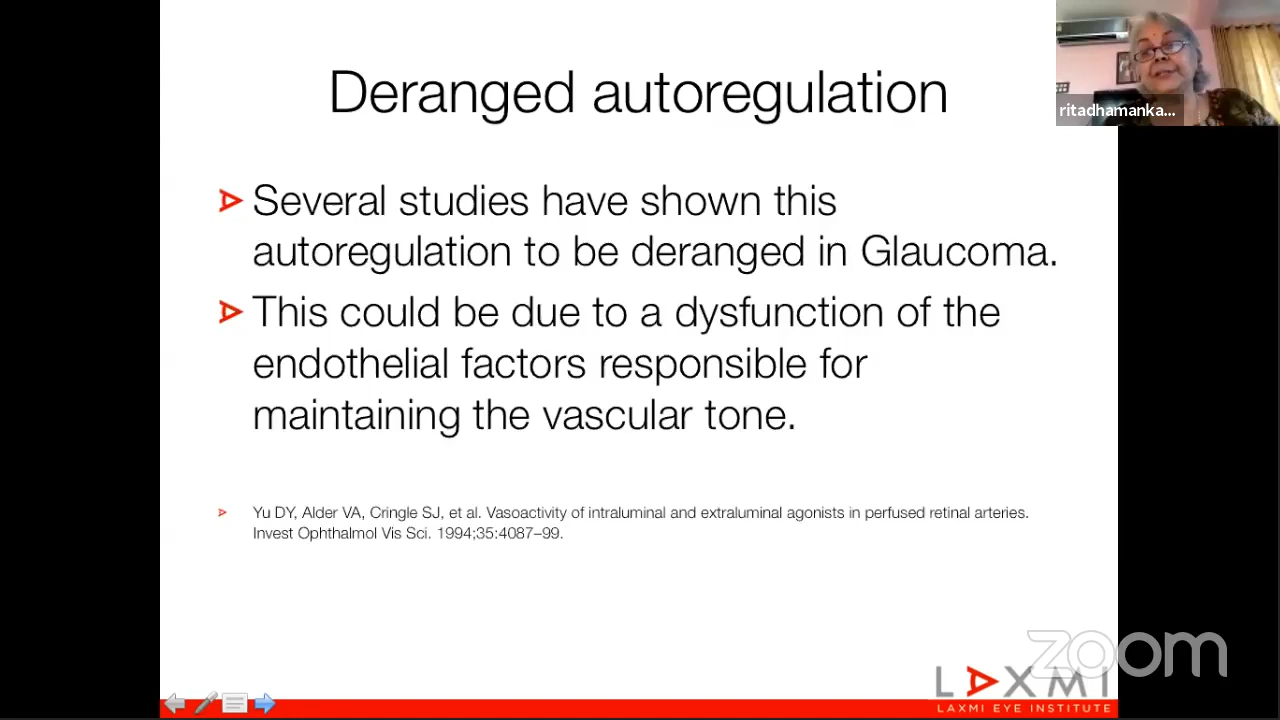 Deranged autoregulation
ritadhamanka...
Several studies have shown this
autoregulation to be deranged in Glaucoma.
This could be due to a dysfunction of the
endothelial factors responsible for
maintaining the vascular tone.
Yu DY, Alder VA, Cringle SJ, et al. Vasoactivity of intraluminal and extraluminal agonists in perfused retinal arteries.
Invest Ophthalmol Vis Sci. 1994;35:4087–99.
zoom
LAXMI
LAXMI EYE INSTITUTE